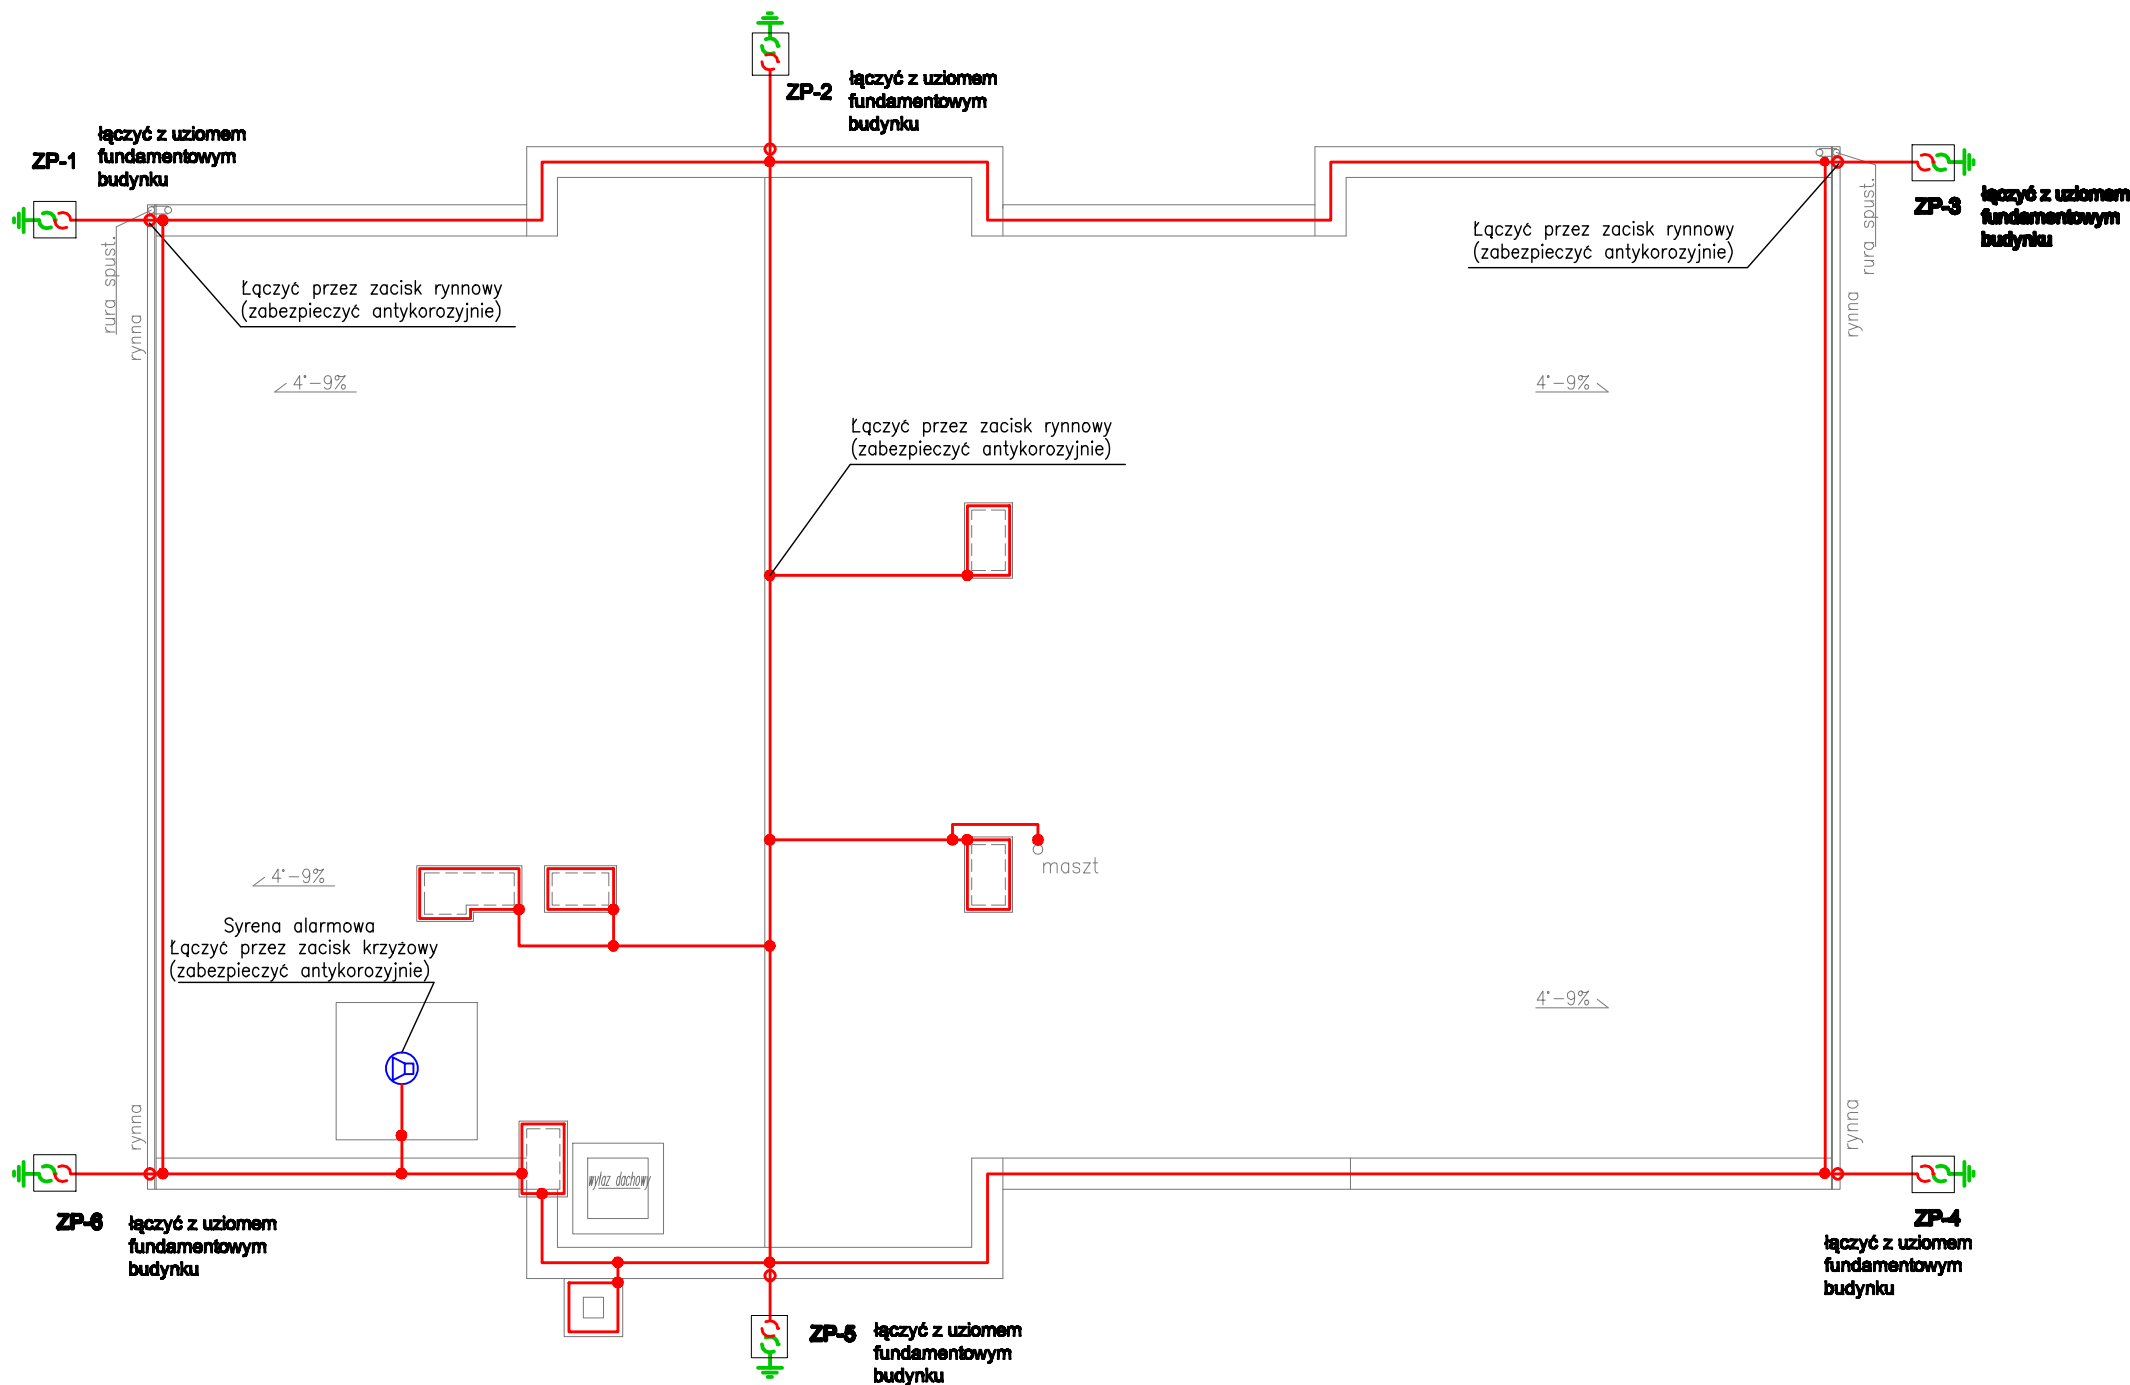 ZP-2
łączyć z uziomem
fundamentowym
budynku
ZP-1
łączyć z uziomem
fundamentowym
budynku
ZP-3
łączyć z uziomem
fundamentowym
budynku
rura spust.
rynna
Łączyć przez zacisk rynnowy
(zabezpieczyć antykorozyjnie)
Łączyć przez zacisk rynnowy
(zabezpieczyć antykorozyjnie)
rura spust.
rynna
4°-9%
4°-9%
Łączyć przez zacisk rynnowy
(zabezpieczyć antykorozyjnie)
maszt
4°-9%
Syrena alarmowa
Łączyć przez zacisk krzyżowy
(zabezpieczyć antykorozyjnie)
4°-9%
rynna
rynna
wyłaz dachowy
ZP-6
łączyć z uziomem
fundamentowym
budynku
ZP-4
łączyć z uziomem
fundamentowym
budynku
ZP-5
łączyć z uziomem
fundamentowym
budynku